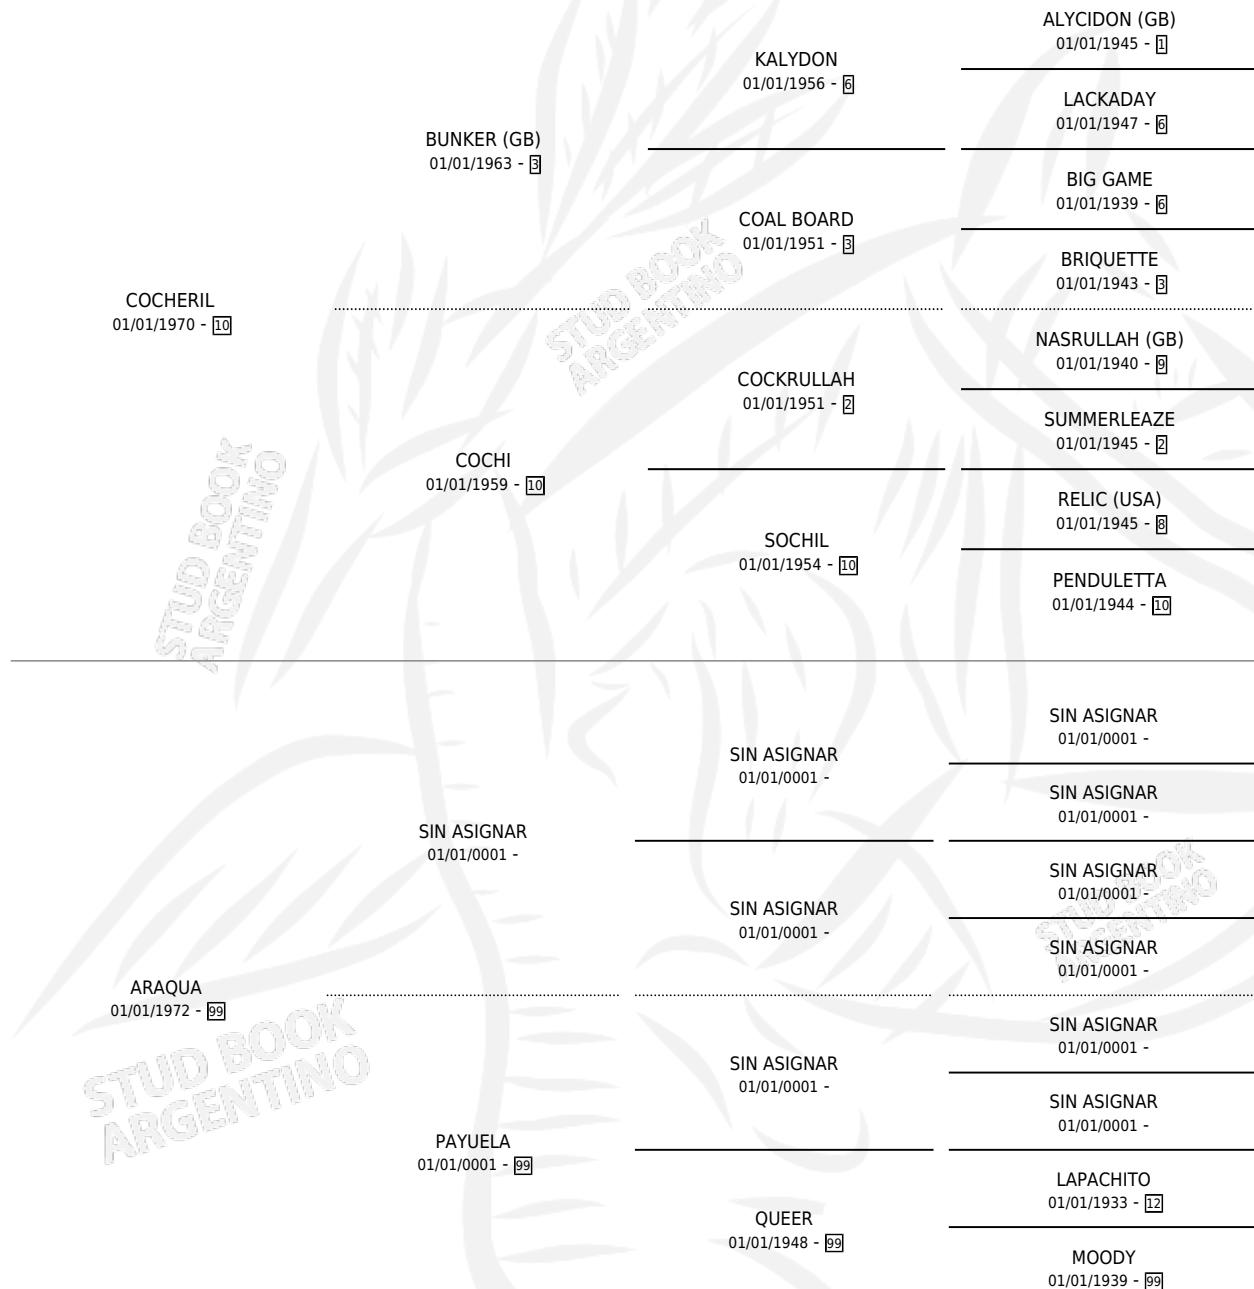 ALYCIDON (GB)
01/01/1945 - 1
KALYDON
01/01/1956 - 6
LACKADAY
01/01/1947 - 6
BUNKER (GB)
01/01/1963 - 3
BIG GAME
01/01/1939 - 6
COAL BOARD
01/01/1951 - 3
BRIQUETTE
01/01/1943 - 3
COCHERIL
01/01/1970 - 10
NASRULLAH (GB)
01/01/1940 - 9
COCKRULLAH
01/01/1951 - 2
SUMMERLEAZE
01/01/1945 - 2
COCHI
01/01/1959 - 10
RELIC (USA)
01/01/1945 - 8
SOCHIL
01/01/1954 - 10
PENDULETTA
01/01/1944 - 10
SIN ASIGNAR
01/01/0001 -
SIN ASIGNAR
01/01/0001 -
SIN ASIGNAR
01/01/0001 -
SIN ASIGNAR
01/01/0001 -
SIN ASIGNAR
01/01/0001 -
SIN ASIGNAR
01/01/0001 -
SIN ASIGNAR
01/01/0001 -
ARAQUA
01/01/1972 - 99
SIN ASIGNAR
01/01/0001 -
SIN ASIGNAR
01/01/0001 -
SIN ASIGNAR
01/01/0001 -
PAYUELA
01/01/0001 - 99
LAPACHITO
01/01/1933 - 12
QUEER
01/01/1948 - 99
MOODY
01/01/1939 - 99
STUD BOOK
ARGENTINO
STUD BOOK
ARGENTINO
STUD BOOK
ARGENTINO
STUD BOOK
ARGENTINO